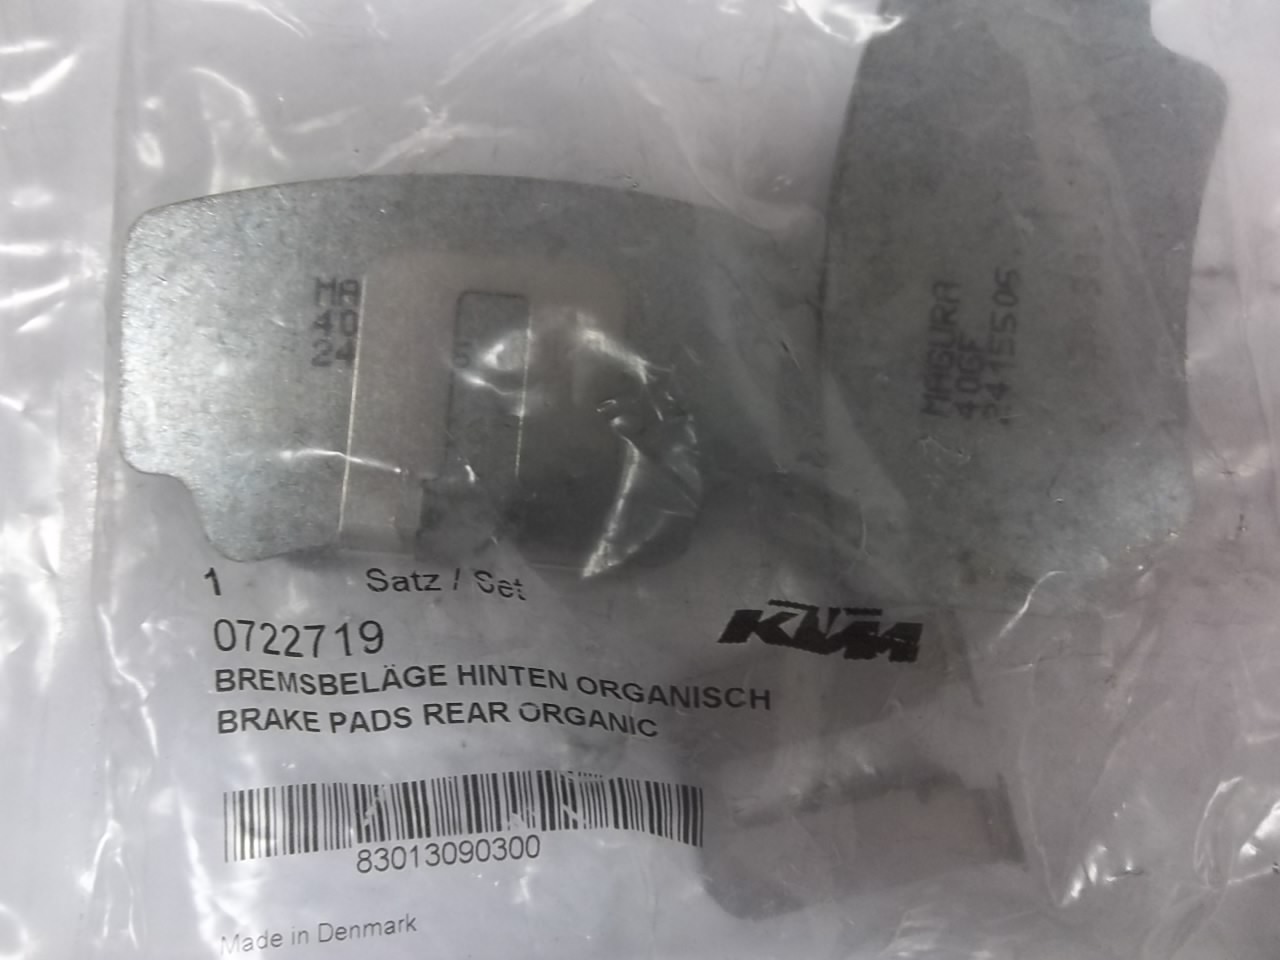 MA
40
24
MAGURA
40GF
2415506
1 Satz / Set
0722719
KTM
BREMSBELÄGE HINTEN ORGANISCH
BRAKE PADS REAR ORGANIC
83013090300
Made in Denmark